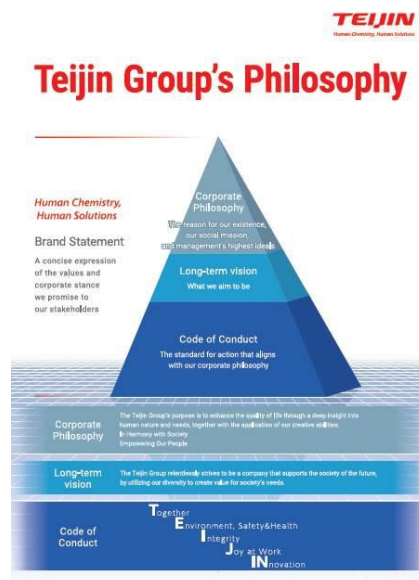 TEIJIN
Human Chemistry, Human Solutions
Teijin Group's Philosophy
Human Chemistry,
Human Solutions
Brand Statement
A concise expression
of the values and
corporate stance
we promise to
our stakeholders
Corporate
Philosophy
The reason for our existence,
our social mission,
and management's highest ideals
Long-term vision
What we aim to be
Code of Conduct
The standard for action that aligns
with our corporate philosophy
Corporate
Philosophy
The Teijin Group's purpose is to enhance the quality of life through a deep insight into
human nature and needs, together with the application of our creative abilities.
In Harmony with Society
Empowering Our People
Long-term
vision
The Teijin Group relentlessly strives to be a company that supports the society of the future,
by utilizing our diversity to create value for society's needs.
Code of
Conduct
Together
Environment, Safety&Health
Integrity
Joy at Work
INnovation